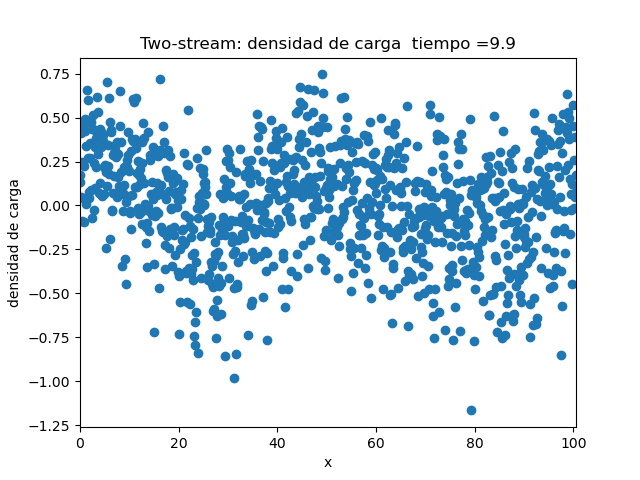 Two-stream: densidad de carga  tiempo =9.9
densidad de carga
0.75
0.50
0.25
0.00
−0.25
−0.50
−0.75
−1.00
−1.25
0 20 40 60 80 100
x